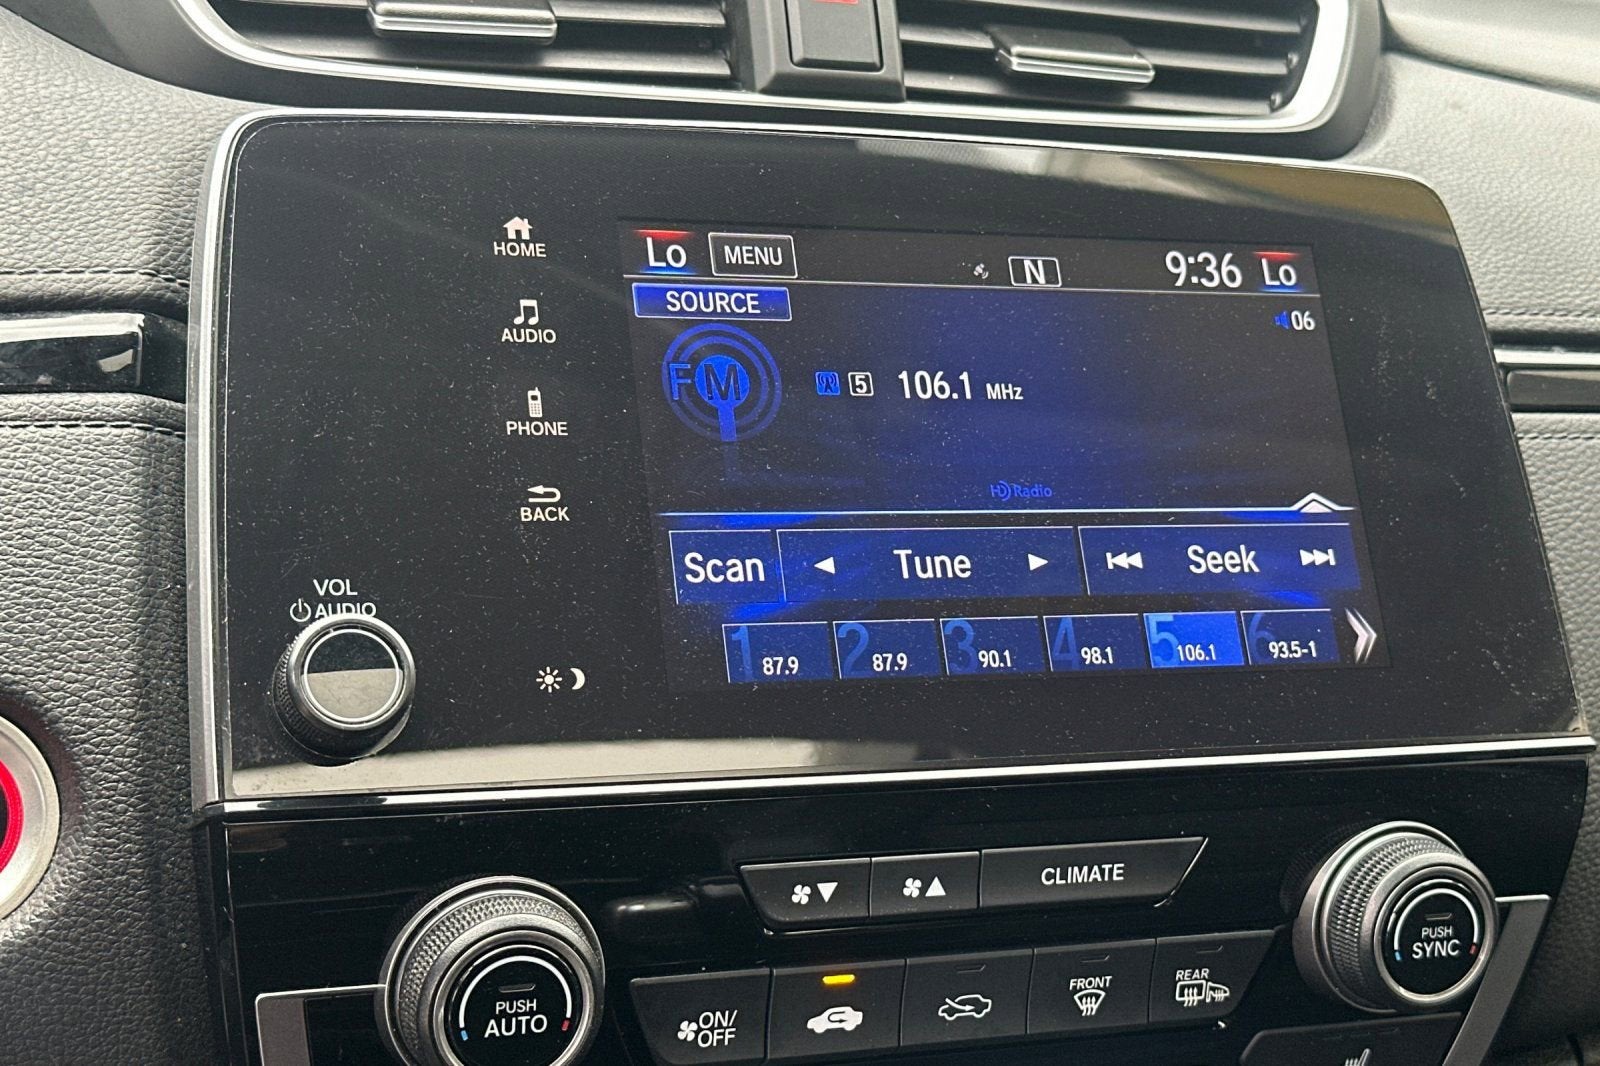 HOME
AUDIO
PHONE
BACK
VOL
AUDIO
Lo MENU N 9:36 Lo
SOURCE
06
FM 5 106.1 MHz
HD Radio
Scan Tune Seek
1 87.9 2 87.9 3 90.1 4 98.1 5 106.1 6 93.5-1
CLIMATE
PUSH
AUTO
ON/
OFF
FRONT
REAR
PUSH
SYNC